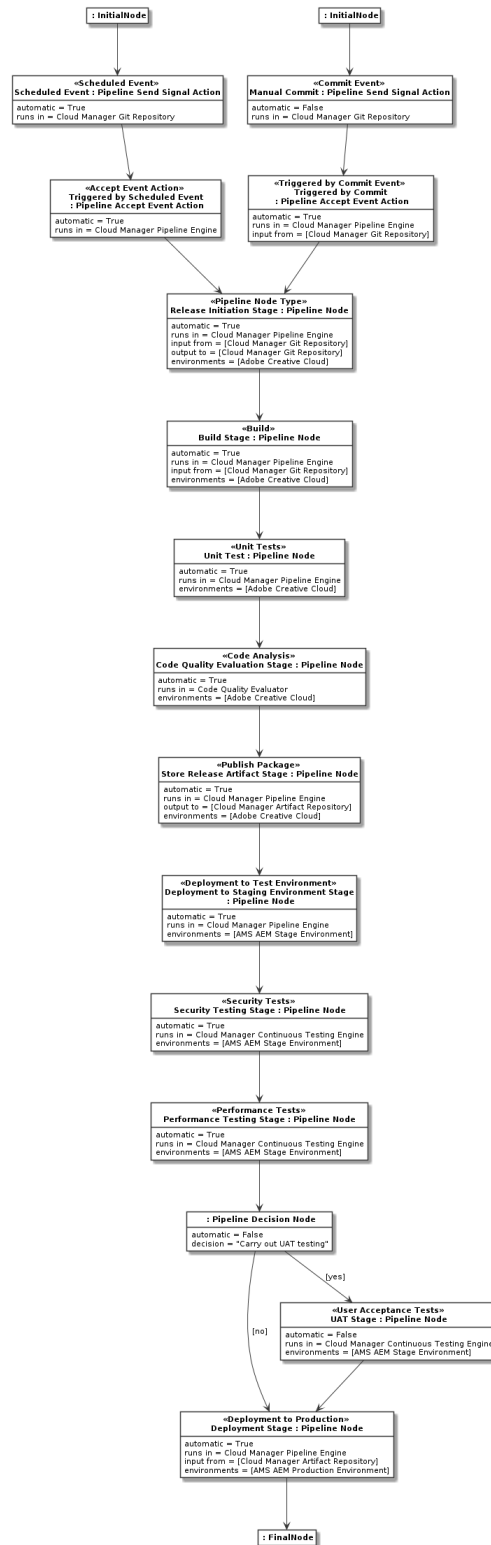 : InitialNode
: InitialNode
«Scheduled Event»
Scheduled Event : Pipeline Send Signal Action
automatic = True
runs in = Cloud Manager Git Repository
«Commit Event»
Manual Commit : Pipeline Send Signal Action
automatic = False
runs in = Cloud Manager Git Repository
«Accept Event Action»
Triggered by Scheduled Event
: Pipeline Accept Event Action
automatic = True
runs in = Cloud Manager Pipeline Engine
«Triggered by Commit Event»
Triggered by Commit
: Pipeline Accept Event Action
automatic = True
runs in = Cloud Manager Pipeline Engine
input from = [Cloud Manager Git Repository]
«Pipeline Node Type»
Release Initiation Stage : Pipeline Node
automatic = True
runs in = Cloud Manager Pipeline Engine
input from = [Cloud Manager Git Repository]
output to = [Cloud Manager Git Repository]
environments = [Adobe Creative Cloud]
«Build»
Build Stage : Pipeline Node
automatic = True
runs in = Cloud Manager Pipeline Engine
input from = [Cloud Manager Git Repository]
environments = [Adobe Creative Cloud]
«Unit Tests»
Unit Test : Pipeline Node
automatic = True
runs in = Cloud Manager Pipeline Engine
environments = [Adobe Creative Cloud]
«Code Analysis»
Code Quality Evaluation Stage : Pipeline Node
automatic = True
runs in = Code Quality Evaluator
environments = [Adobe Creative Cloud]
«Publish Package»
Store Release Artifact Stage : Pipeline Node
automatic = True
runs in = Cloud Manager Pipeline Engine
output to = [Cloud Manager Artifact Repository]
environments = [Adobe Creative Cloud]
«Deployment to Test Environment»
Deployment to Staging Environment Stage
: Pipeline Node
automatic = True
runs in = Cloud Manager Pipeline Engine
environments = [AMS AEM Stage Environment]
«Security Tests»
Security Testing Stage : Pipeline Node
automatic = True
runs in = Cloud Manager Continuous Testing Engine
environments = [AMS AEM Stage Environment]
«Performance Tests»
Performance Testing Stage : Pipeline Node
automatic = True
runs in = Cloud Manager Continuous Testing Engine
environments = [AMS AEM Stage Environment]
: Pipeline Decision Node
automatic = False
decision = "Carry out UAT testing"
[yes]
[no]
«User Acceptance Tests»
UAT Stage : Pipeline Node
automatic = False
runs in = Cloud Manager Continuous Testing Engine
environments = [AMS AEM Stage Environment]
«Deployment to Production»
Deployment Stage : Pipeline Node
automatic = True
runs in = Cloud Manager Pipeline Engine
input from = [Cloud Manager Artifact Repository]
environments = [AMS AEM Production Environment]
: FinalNode